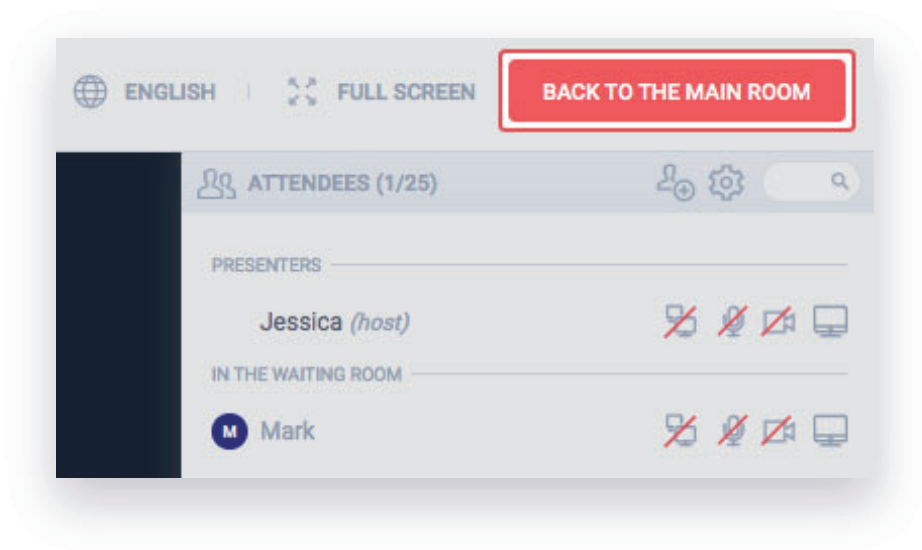 ENGLISH FULL SCREEN BACK TO THE MAIN ROOM
ATTENDEES (1/25)
PRESENTERS
Jessica (host)
IN THE WAITING ROOM
M Mark